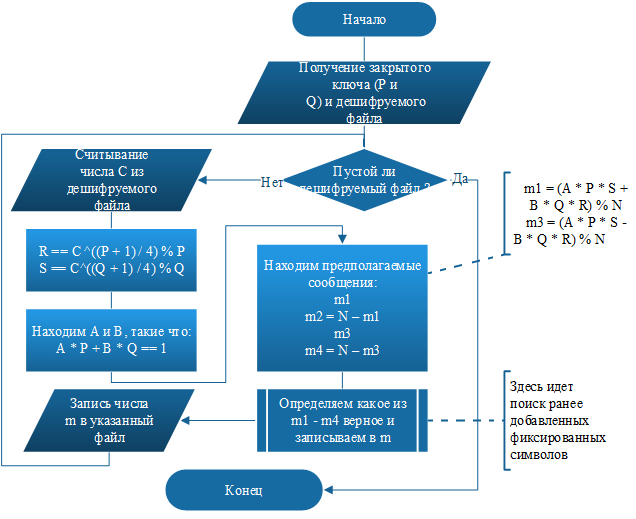 Начало
Получение закрытого
ключа (P и
Q) и дешифруемого
файла
Считывание
числа C из
дешифруемого
файла
Нет
Пустой ли
дешифруемый файл ?
Да
m1 = (A * P * S +
B * Q * R) % N
m3 = (A * P * S -
B * Q * R) % N
R == C ^((P + 1) / 4) % P
S == C^((Q + 1) / 4) % Q
Находим предполагаемые
сообщения:
m1
m2 = N – m1
m3
m4 = N – m3
Находим A и B, такие что:
A * P + B * Q == 1
Запись числа
m в указанный
файл
Определяем какое из
m1 - m4 верное и
записываем в m
Здесь идет
поиск ранее
добавленных
фиксированных
символов
Конец